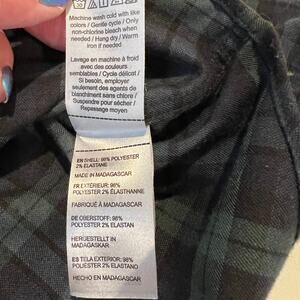 Machine wash cold with like
colors / Gentle cycle / Only
non-chlorine bleach when
needed / Hang dry / Warm
iron if needed
Lavage en machine à froid
avec des couleurs
semblables / Cycle délicat /
Si besoin, employer
seulement des agents de
blanchiment sans chlore /
Suspendre pour sécher /
Repassage moyen
EN SHELL: 98% POLYESTER
2% ELASTANE
MADE IN MADAGASCAR
FR EXTÉRIEUR: 98%
POLYESTER 2% ÉLASTHANNE
FABRIQUÉ À MADAGASCAR
DE OBERSTOFF: 98%
POLYESTER 2% ELASTAN
HERGESTELLT IN
MADAGASKAR
ES TELA EXTERIOR: 98%
POLIÉSTER 2% ELASTANO
HECHO EN MADAGASCAR